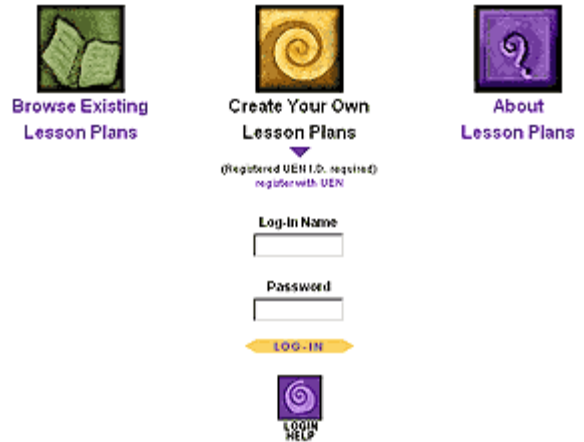 Browse Existing
Lesson Plans
Create Your Own
Lesson Plans
About
Lesson Plans
(Registered UEN I.D. required)
register with UEN
Log-in Name
Password
LOG-IN
LOGIN
HELP